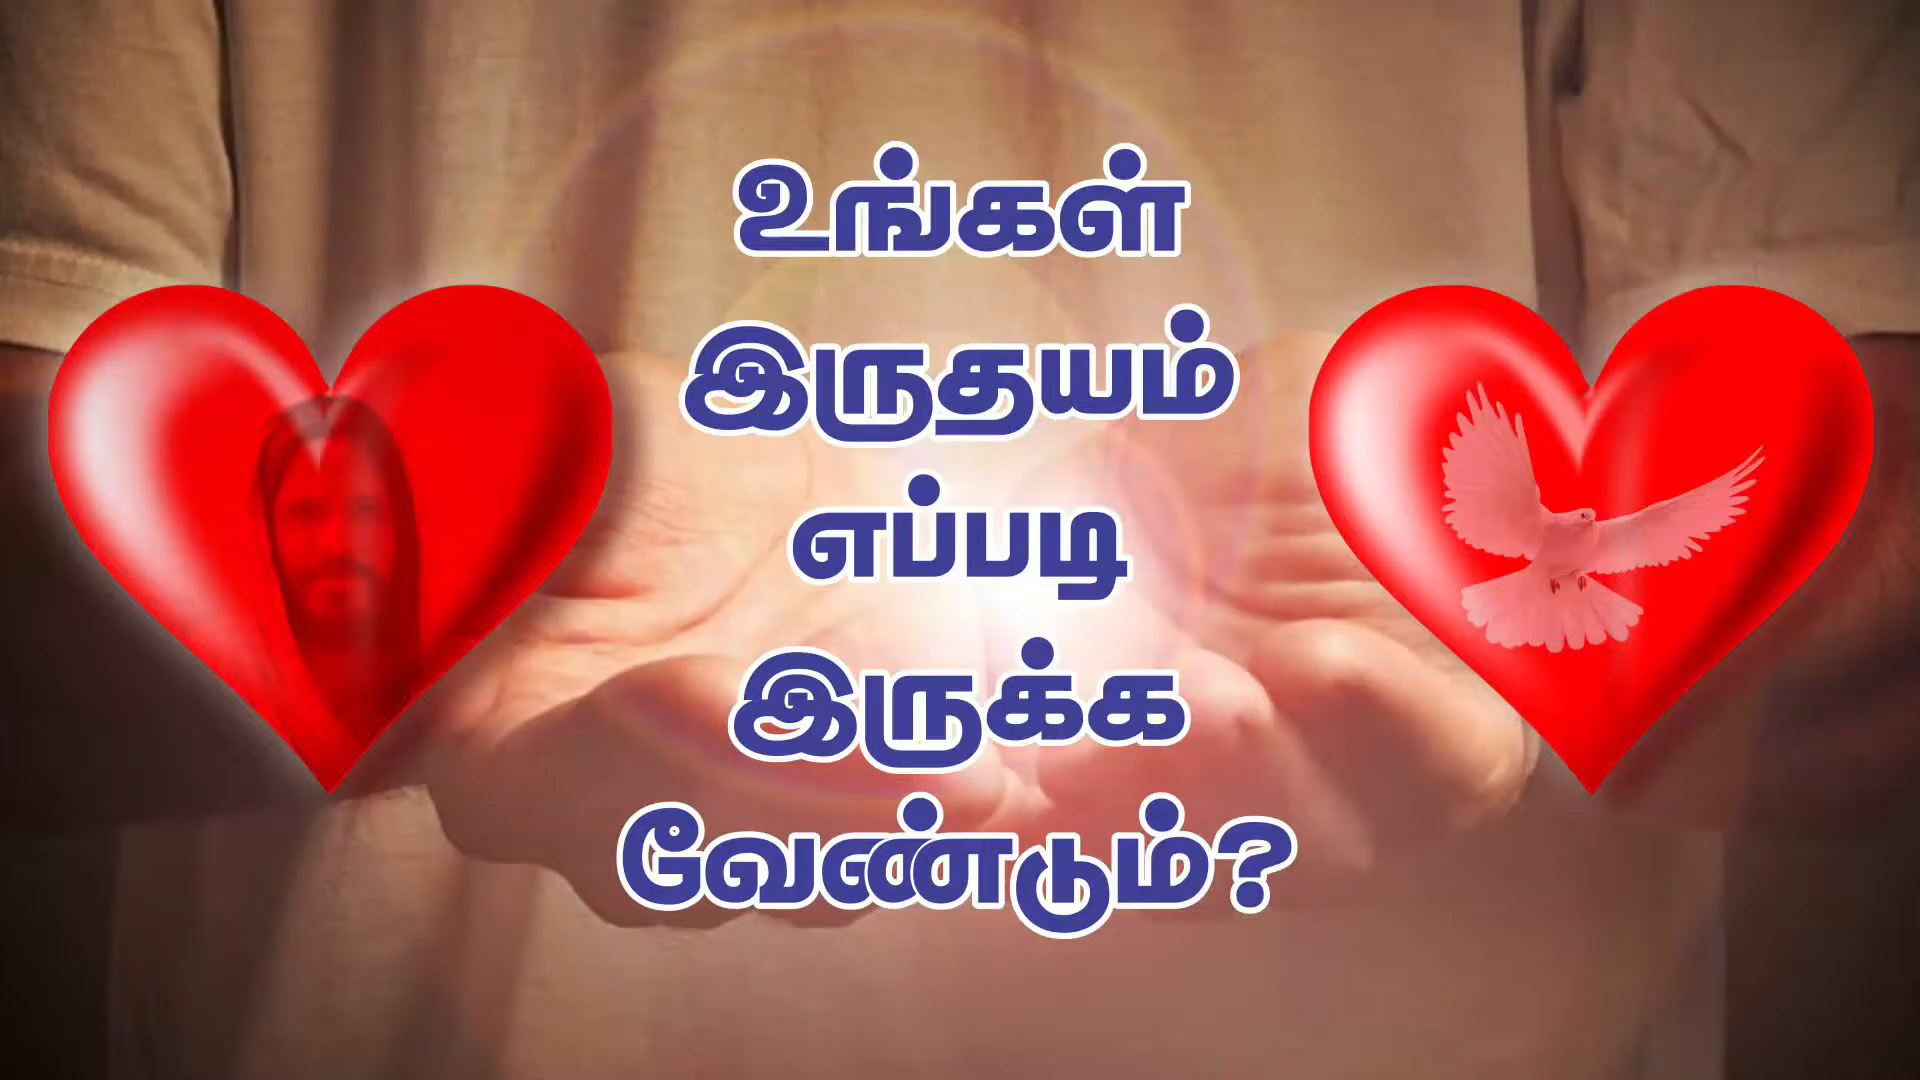 உங்கள்
இருதயம்
எப்படி
இருக்க
வேண்டும்?